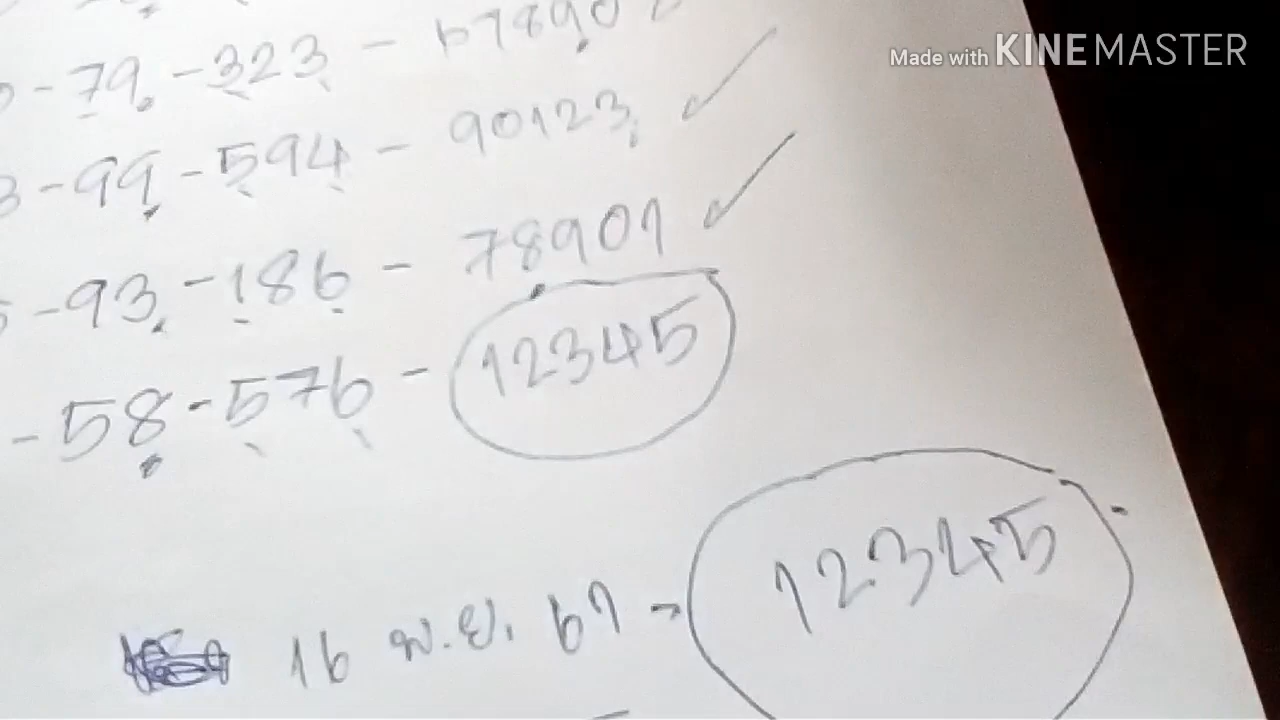 Made with KINEMASTER
- 79 - 323 - 67890
- 99 - 594 - 90123
- 93 - 186 - 78901
- 58 - 576 - 12345
16 พ.ย. 61 → 12345